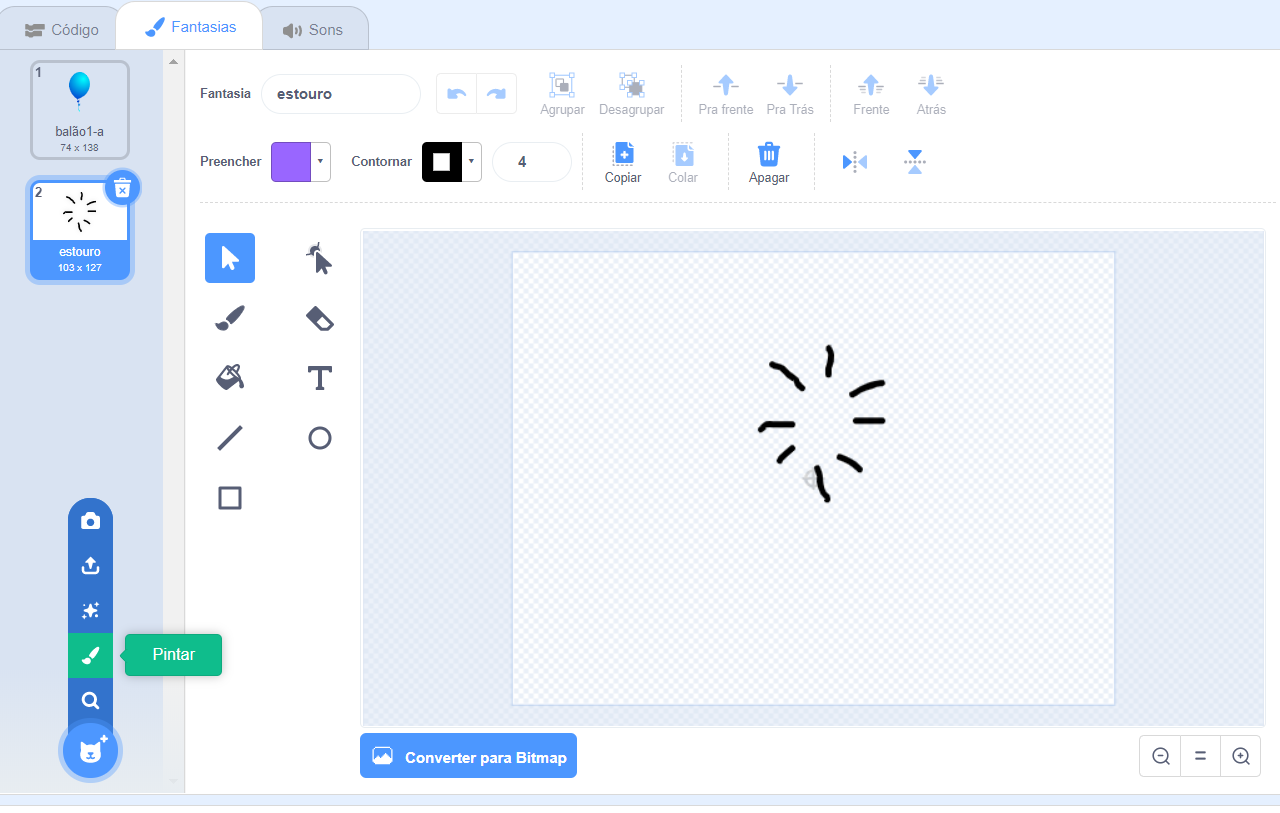 Código
Fantasias
Sons
1
balão1-a
74 x 138
2
estouro
103 x 127
Fantasia
estouro
Agrupar
Desagrupar
Pra frente
Pra Trás
Frente
Atrás
Preencher
Contornar
4
Copiar
Colar
Apagar
T
Pintar
Converter para Bitmap